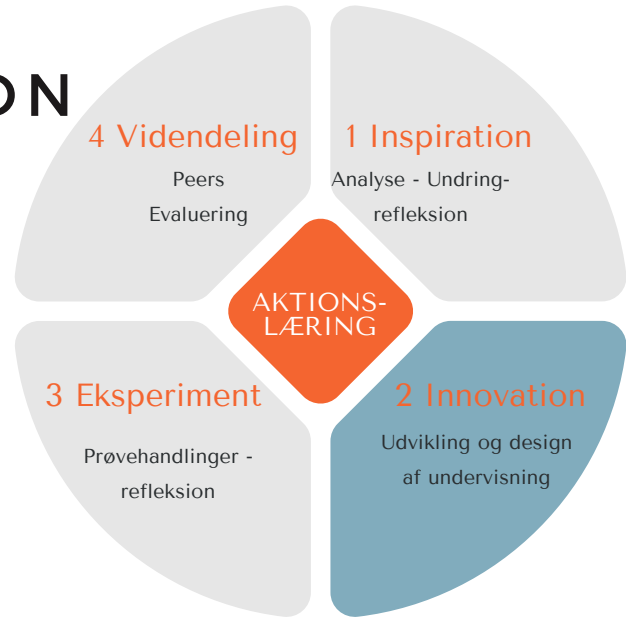 ON
4 Videndeling
Peers
Evaluering
1 Inspiration
Analyse - Undring-
refleksion
AKTIONS-
LÆRING
3 Eksperiment
Prøvehandlinger -
refleksion
2 Innovation
Udvikling og design
af undervisning